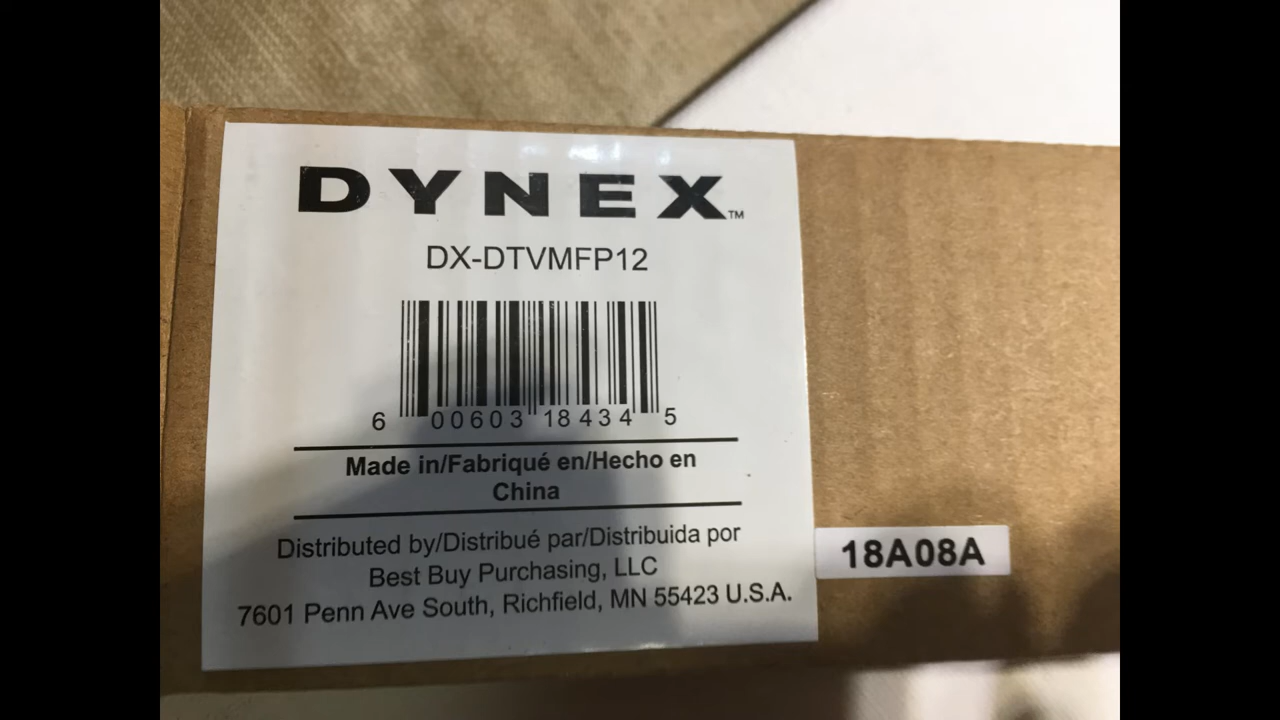 DYNEX™
DX-DTVMFP12
6 00603 18434 5
Made in/Fabriqué en/Hecho en
China
Distributed by/Distribué par/Distribuida por
Best Buy Purchasing, LLC
7601 Penn Ave South, Richfield, MN 55423 U.S.A.
18A08A